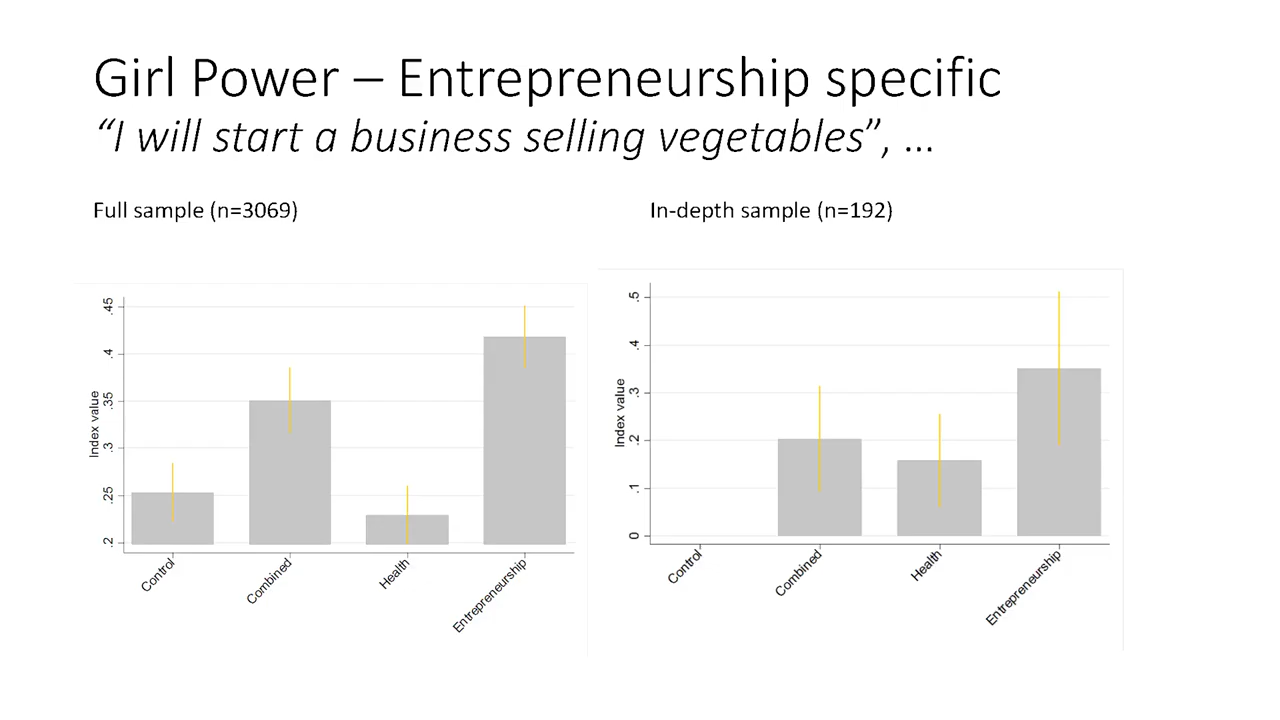 Girl Power – Entrepreneurship specific
“I will start a business selling vegetables”, …
Full sample (n=3069)
In-depth sample (n=192)
Index value
.45
.4
.35
.3
.25
.2
Control
Combined
Health
Entrepreneurship
Index value
.5
.4
.3
.2
.1
0
Control
Combined
Health
Entrepreneurship